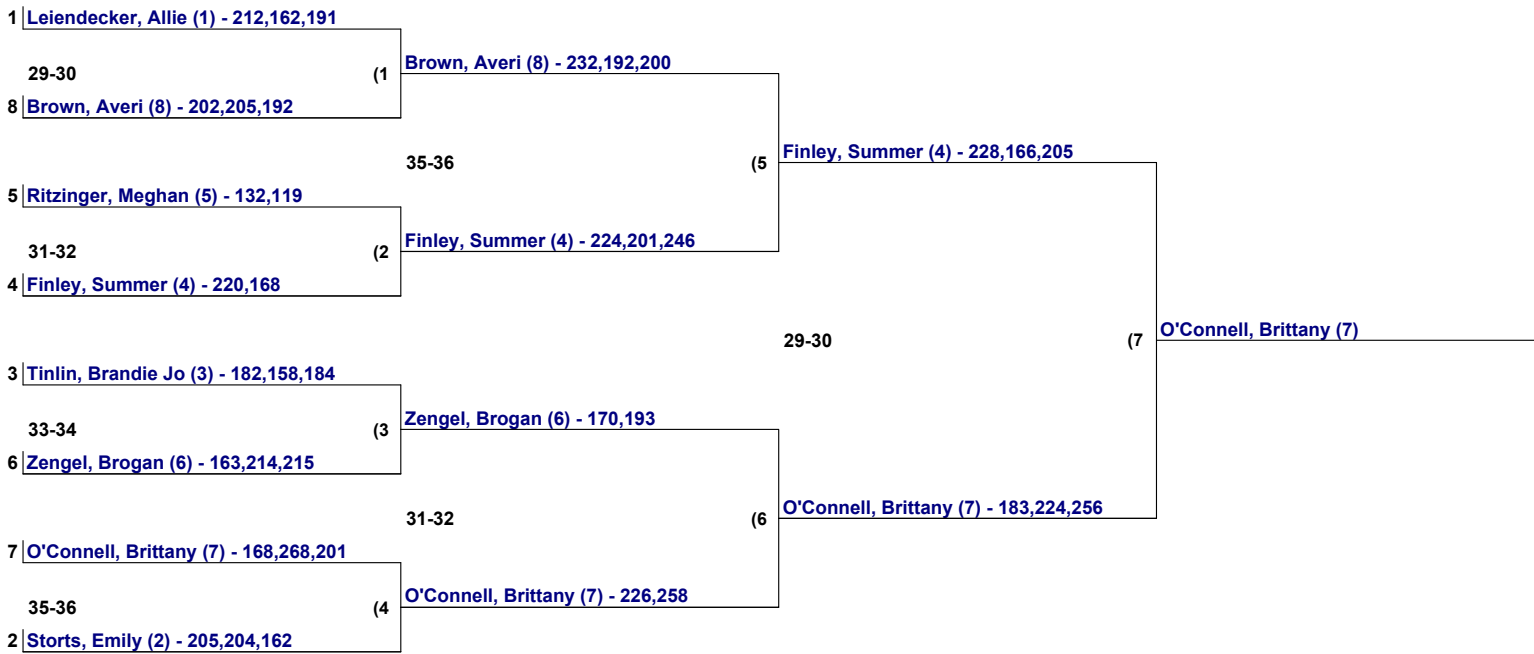 1 Leiendecker, Allie (1) - 212,162,191
Brown, Averi (8) - 232,192,200
29-30 (1
8 Brown, Averi (8) - 202,205,192
Finley, Summer (4) - 228,166,205
35-36 (5
5 Ritzinger, Meghan (5) - 132,119
Finley, Summer (4) - 224,201,246
31-32 (2
4 Finley, Summer (4) - 220,168
O'Connell, Brittany (7)
29-30 (7
3 Tinlin, Brandie Jo (3) - 182,158,184
Zengel, Brogan (6) - 170,193
33-34 (3
6 Zengel, Brogan (6) - 163,214,215
O'Connell, Brittany (7) - 183,224,256
31-32 (6
7 O'Connell, Brittany (7) - 168,268,201
O'Connell, Brittany (7) - 226,258
35-36 (4
2 Storts, Emily (2) - 205,204,162